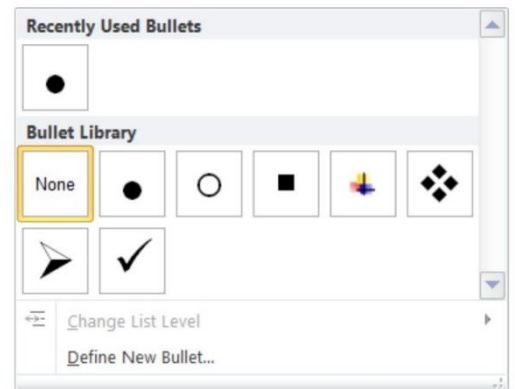 Recently Used Bullets
Bullet Library
None
Change List Level
Define New Bullet...